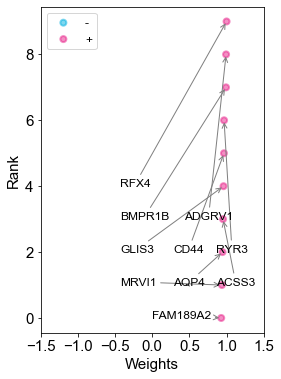 -
+
8
6
4
2
0
Rank
RFX4
BMPR1B ADGRV1
GLIS3 CD44 RYR3
MRVI1 AQP4 ACSS3
FAM189A2
−1.5 −1.0 −0.5 0.0 0.5 1.0 1.5
Weights